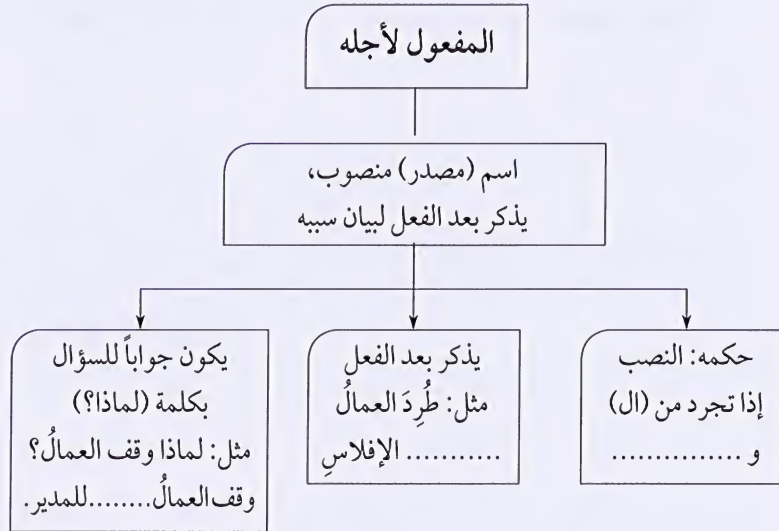 المفعول لأجله
اسم (مصدر) منصوب،
يذكر بعد الفعل لبيان سببه
حكمه: النصب
إذا تجرد من (ال)
و ...............
يذكر بعد الفعل
مثل: طُرِدَ العمالُ
........... الإفلاسِ
يكون جواباً للسؤال
بكلمة (لماذا؟)
مثل: لماذا وقف العمالُ؟
وقف العمالُ........للمدير.